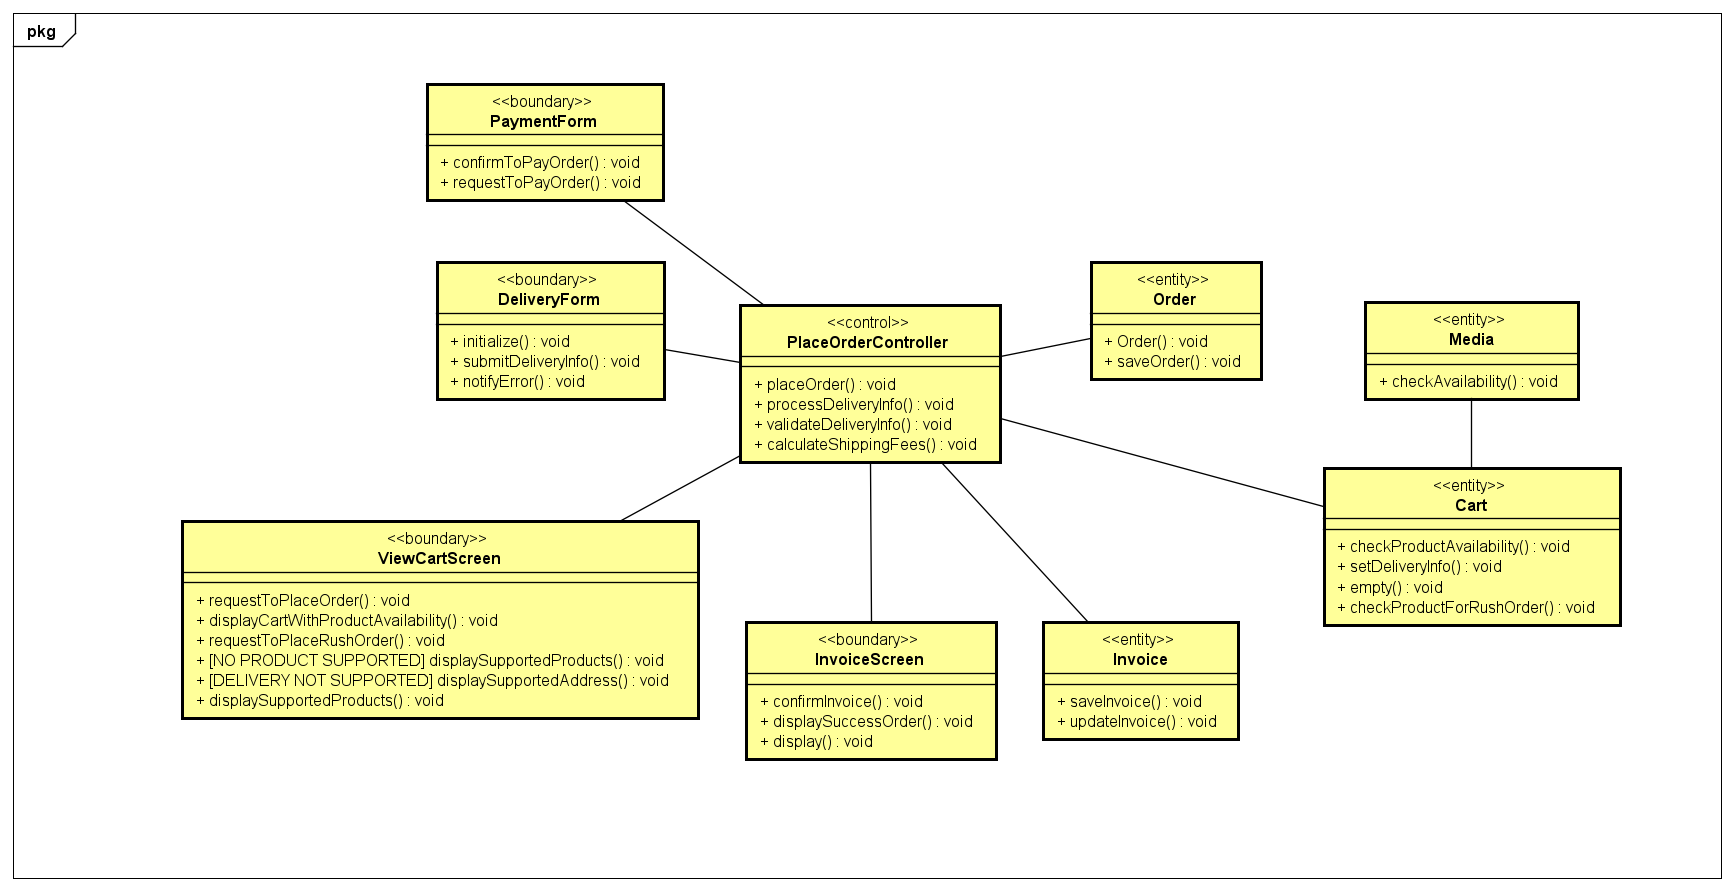 pkg
<<boundary>>
PaymentForm
+ confirmToPayOrder() : void
+ requestToPayOrder() : void
<<boundary>>
DeliveryForm
+ initialize() : void
+ submitDeliveryInfo() : void
+ notifyError() : void
<<control>>
PlaceOrderController
+ placeOrder() : void
+ processDeliveryInfo() : void
+ validateDeliveryInfo() : void
+ calculateShippingFees() : void
<<entity>>
Order
+ Order() : void
+ saveOrder() : void
<<entity>>
Media
+ checkAvailability() : void
<<entity>>
Cart
+ checkProductAvailability() : void
+ setDeliveryInfo() : void
+ empty() : void
+ checkProductForRushOrder() : void
<<boundary>>
ViewCartScreen
+ requestToPlaceOrder() : void
+ displayCartWithProductAvailability() : void
+ requestToPlaceRushOrder() : void
+ [NO PRODUCT SUPPORTED] displaySupportedProducts() : void
+ [DELIVERY NOT SUPPORTED] displaySupportedAddress() : void
+ displaySupportedProducts() : void
<<boundary>>
InvoiceScreen
+ confirmInvoice() : void
+ displaySuccessOrder() : void
+ display() : void
<<entity>>
Invoice
+ saveInvoice() : void
+ updateInvoice() : void